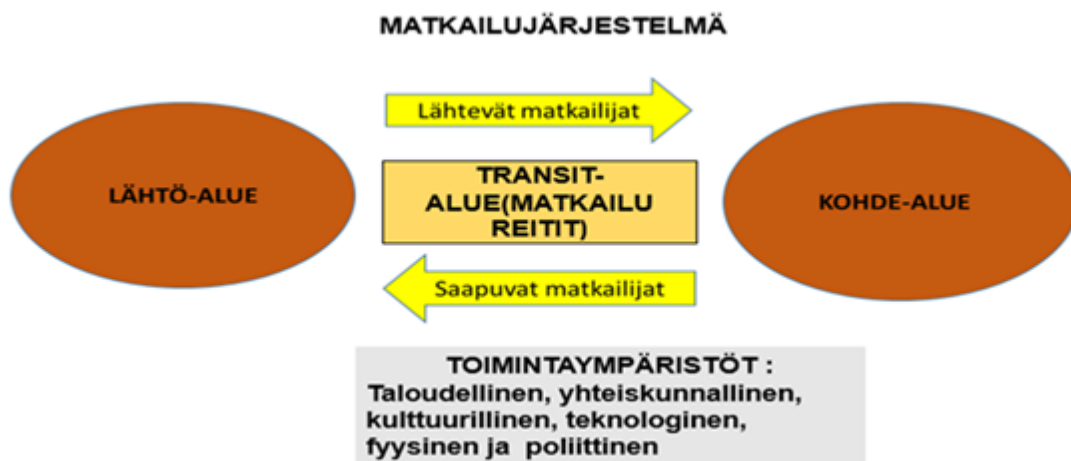 MATKAILUJÄRJESTELMÄ
Lähtevät matkailijat
LÄHTÖ-ALUE
TRANSIT-
ALUE(MATKAILU
REITIT)
KOHDE-ALUE
Saapuvat matkailijat
TOIMINTAYMPÄRISTÖT :
Taloudellinen, yhteiskunnallinen,
kulttuurillinen, teknologinen,
fyysinen ja poliittinen